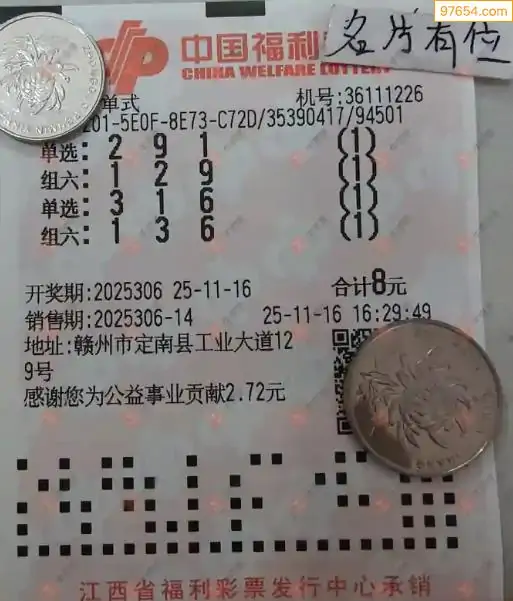 97654.com
名片有位
中国福利
CHINA WELFARE LOTTERY
单式
机号:36111226
201-5E0F-8E73-C72D/35390417/94501
单选: 2 9 1 (1)
组六: 1 2 9 (1)
单选: 3 1 6 (1)
组六: 1 3 6 (1)
开奖期:2025306 25-11-16 合计8元
销售期:2025306-14 25-11-16 16:29:49
地址:赣州市定南县工业大道12
9号
感谢您为公益事业贡献2.72元
江西省福利彩票发行中心承销